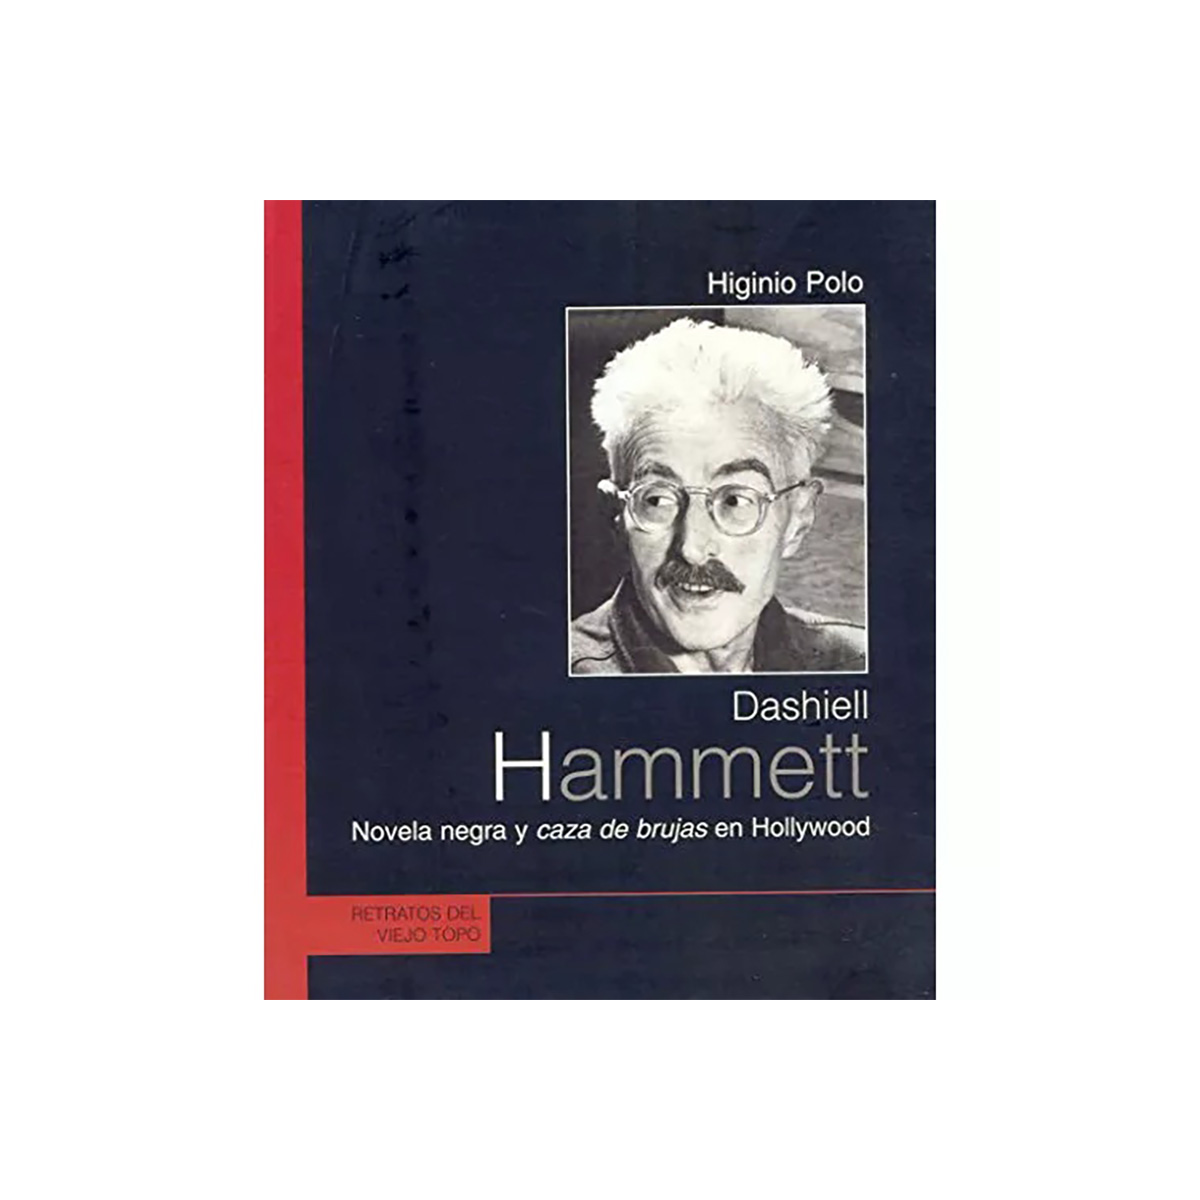 Higinio Polo
Dashiell
Hammett
Novela negra y caza de brujas en Hollywood
RETRATOS DEL
VIEJO TOPO